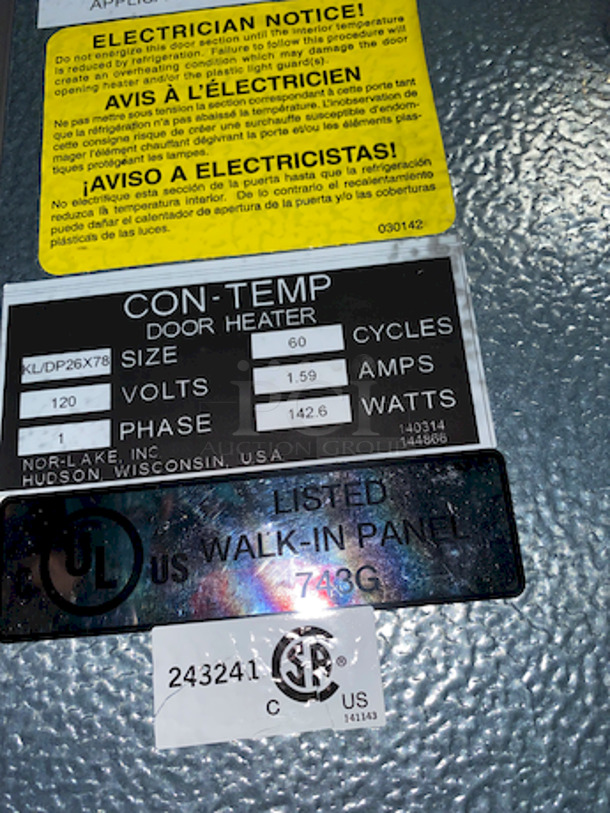 ELECTRICIAN NOTICE!
Do not energize this door section until the interior temperature
is reduced by refrigeration. Failure to follow this procedure will
create an overheating condition which may damage the door
opening heater and/or the plastic light guard(s).
AVIS À L'ÉLECTRICIEN
Ne pas mettre sous tension la section correspondant à cette porte tant
que la réfrigération n'a pas abaissé la température. L'inobservation de
cette consigne risque de créer une surchauffe susceptible d'endom-
mager l'élément chauffant dégivrant la porte et/ou les éléments plas-
tiques protégeant les lampes.
¡AVISO A ELECTRICISTAS!
No electrifique esta sección de la puerta hasta que la refrigeración
reduzca la temperatura interior. De lo contrario el recalentamiento
puede dañar el calentador de apertura de la puerta y/o las coberturas
plásticas de las luces.
030142
CON-TEMP
DOOR HEATER
KL/DP26X78 SIZE 60 CYCLES
120 VOLTS 1.59 AMPS
1 PHASE 142.6 WATTS
NOR-LAKE, INC. 140314
HUDSON, WISCONSIN, U.S.A. 144866
AUCTION GROUP
LISTED
UL US WALK-IN PANEL
743G
243241 SA ®
C US
141143